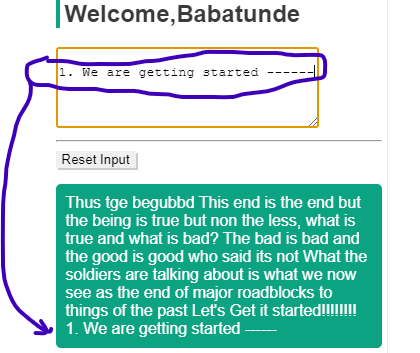 Welcome,Babatunde
1. We are getting started ------
Reset Input
Thus tge begubbd This end is the end but
the being is true but non the less, what is
true and what is bad? The bad is bad and
the good is good who said its not What the
soldiers are talking about is what we now
see as the end of major roadblocks to
things of the past Let's Get it started!!!!!!!!
1. We are getting started ------